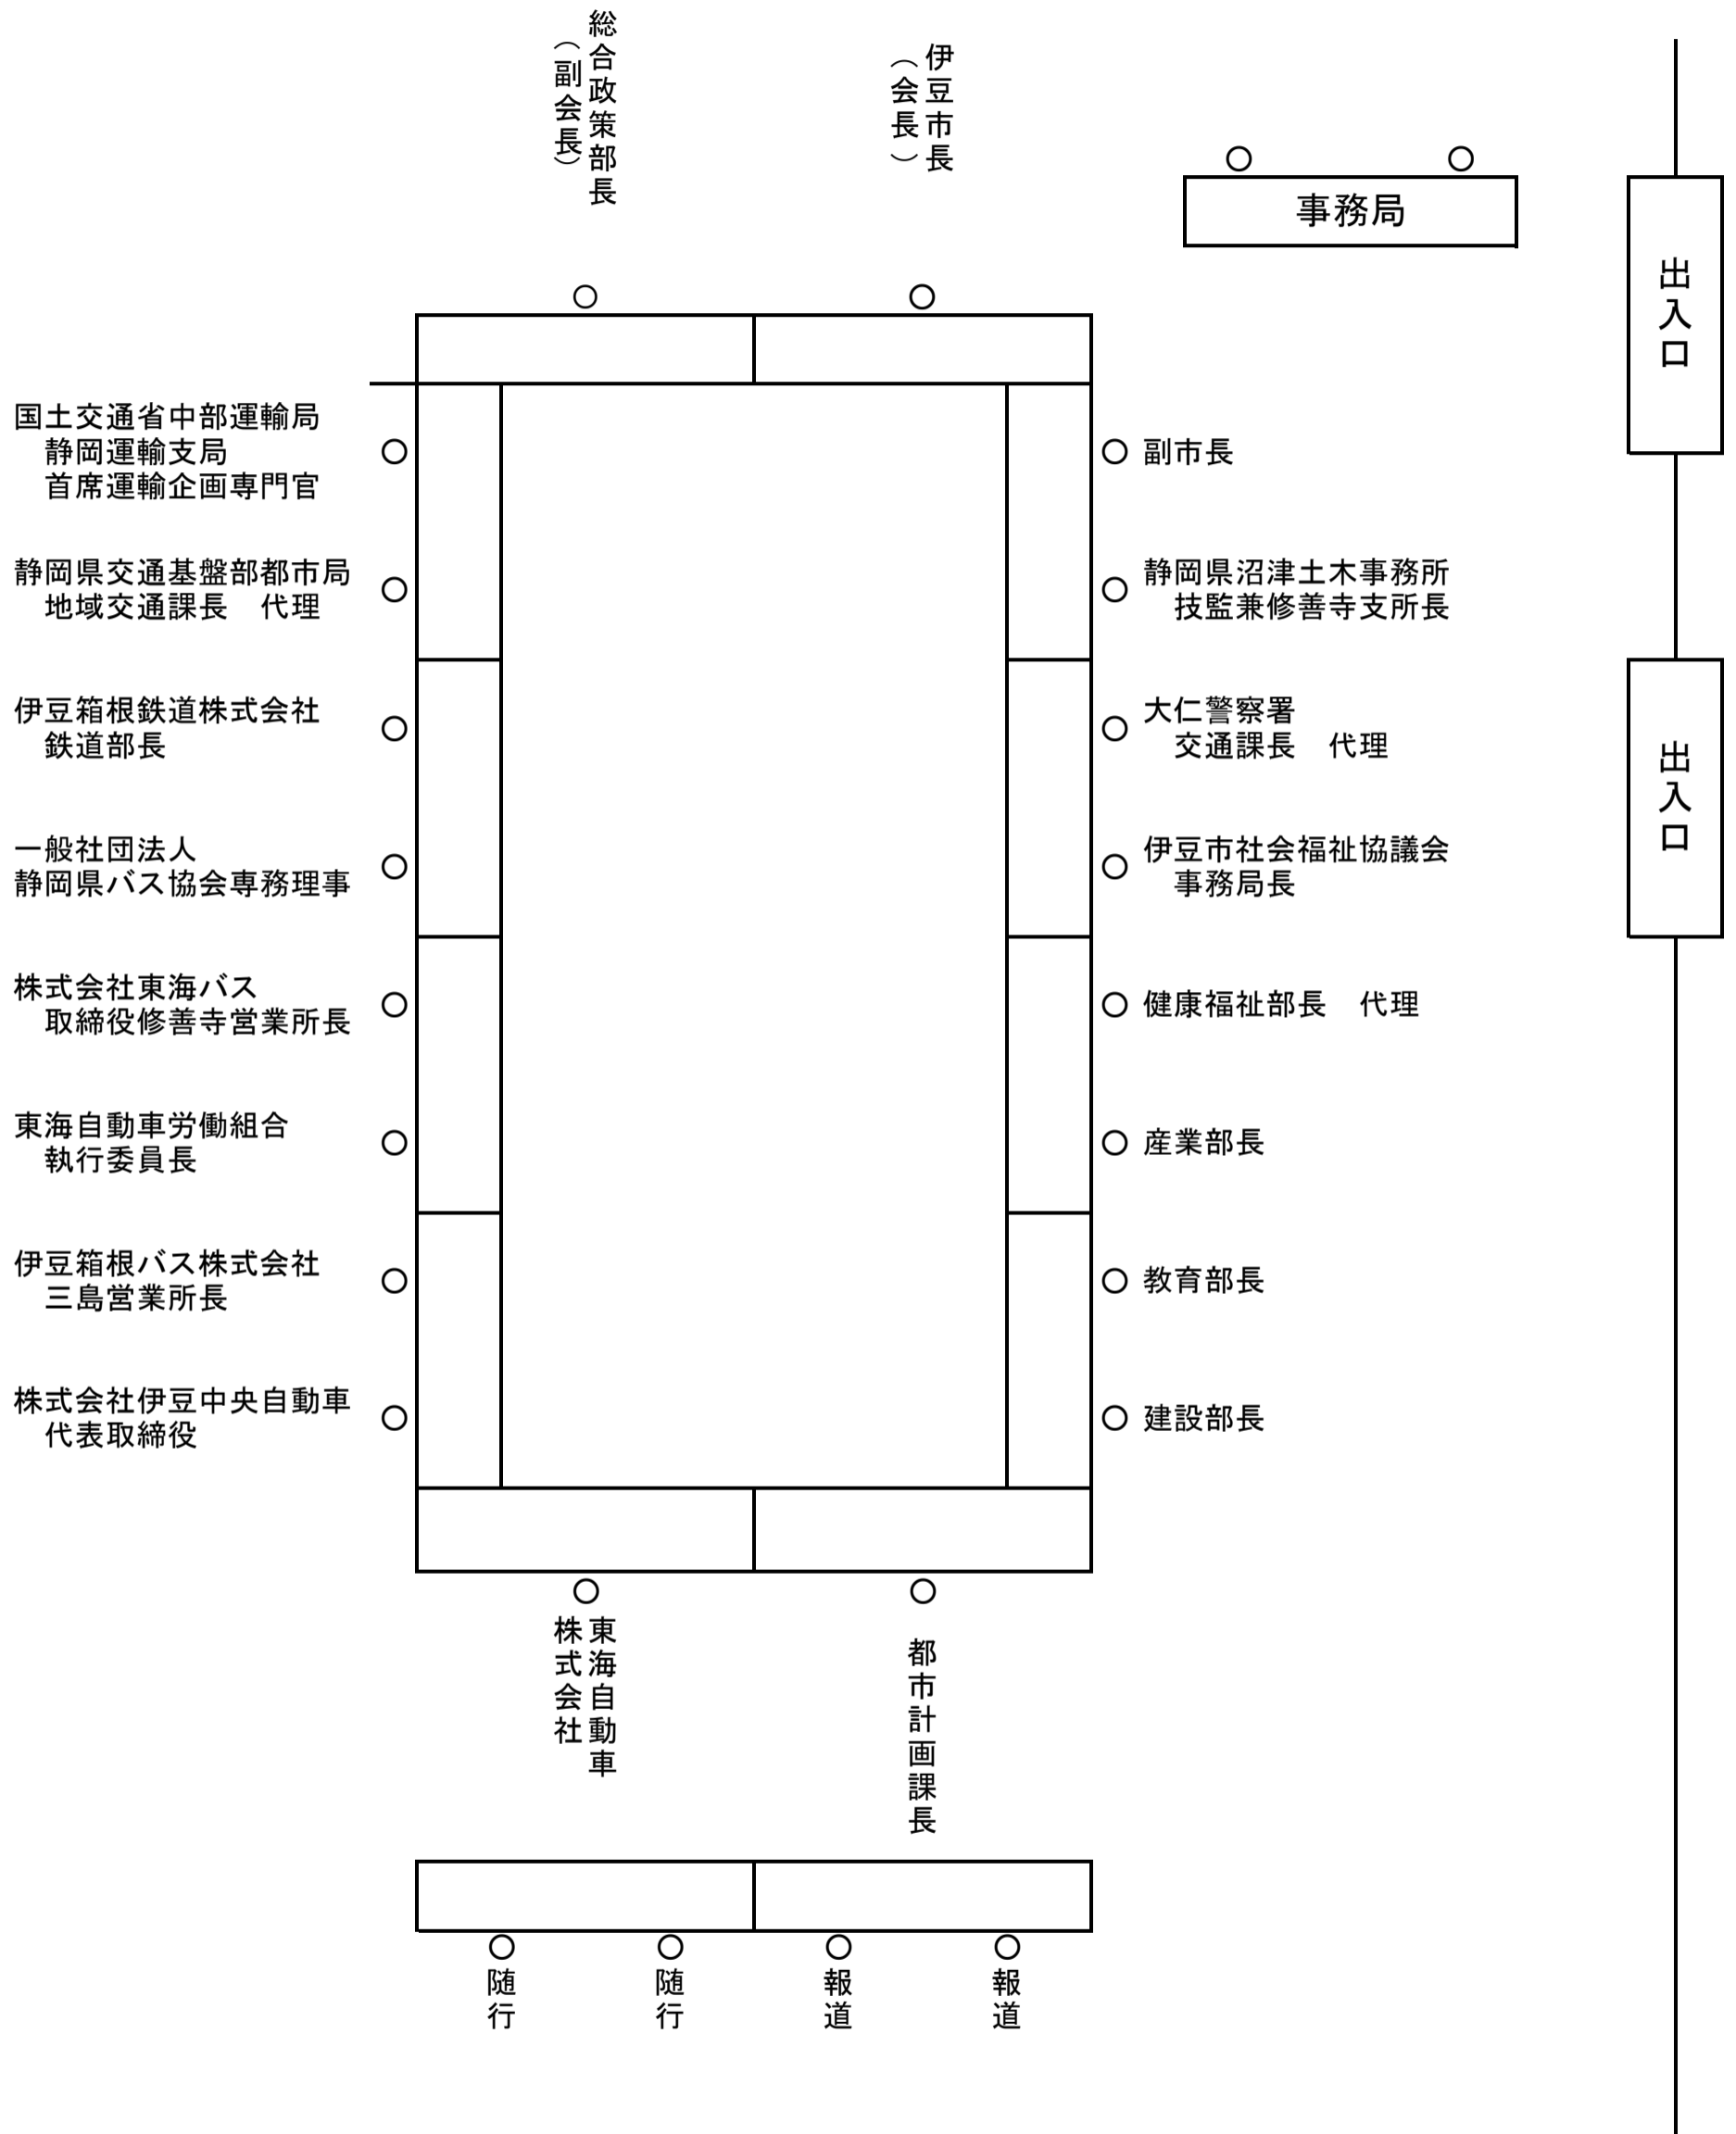 総合政策部長
（副会長）
伊豆市長
（会長）
事務局
出入口
国土交通省中部運輸局
静岡運輸支局
首席運輸企画専門官
副市長
静岡県交通基盤部都市局
地域交通課長　代理
静岡県沼津土木事務所
技監兼修善寺支所長
伊豆箱根鉄道株式会社
鉄道部長
大仁警察署
交通課長　代理
出入口
一般社団法人
静岡県バス協会専務理事
伊豆市社会福祉協議会
事務局長
株式会社東海バス
取締役修善寺営業所長
健康福祉部長　代理
東海自動車労働組合
執行委員長
産業部長
伊豆箱根バス株式会社
三島営業所長
教育部長
株式会社伊豆中央自動車
代表取締役
建設部長
東海自動車
株式会社
都市計画課長
随行
随行
報道
報道